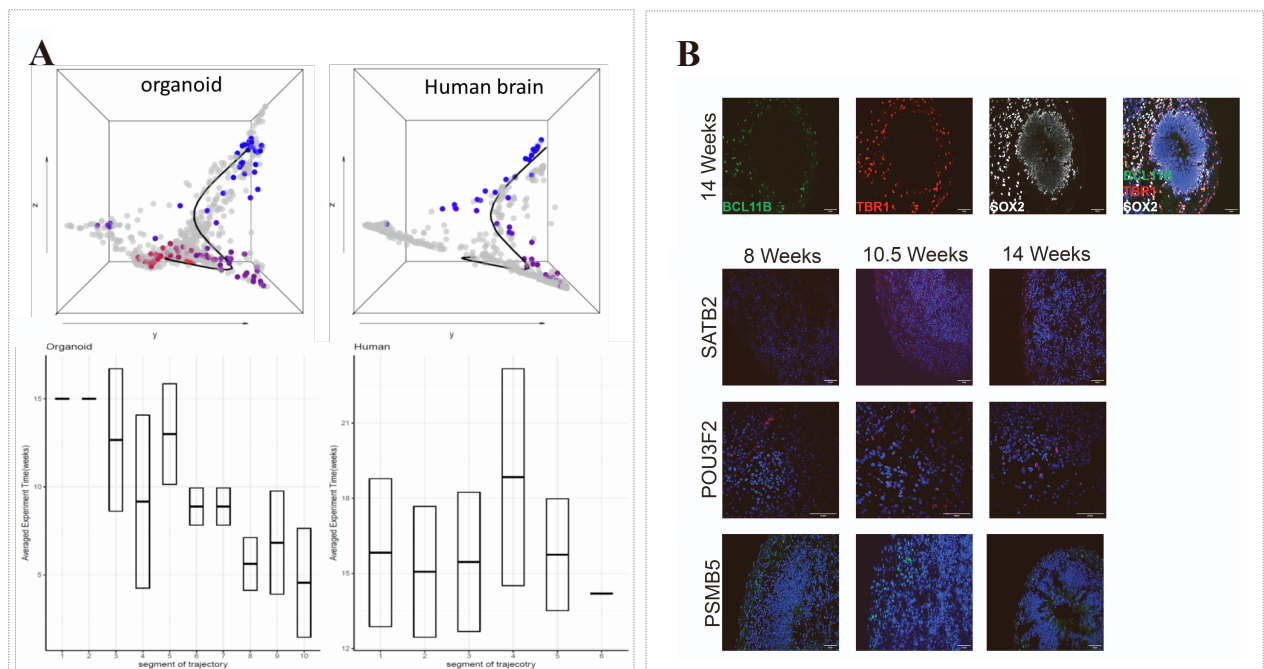 A
organoid
Human brain
z
z
y
y
Organoid
Human
Averaged Experiment Time(weeks)
15
10
5
1 2 3 4 5 6 7 8 9 10
segment of trajectory
Averaged Experiment Time(weeks)
21
18
15
12
1 2 3 4 5 6
segment of trajecotry
B
14 Weeks
BCL11B
TBR1
SOX2
BCL11B
TBR1
SOX2
8 Weeks
10.5 Weeks
14 Weeks
SATB2
POU3F2
PSMB5